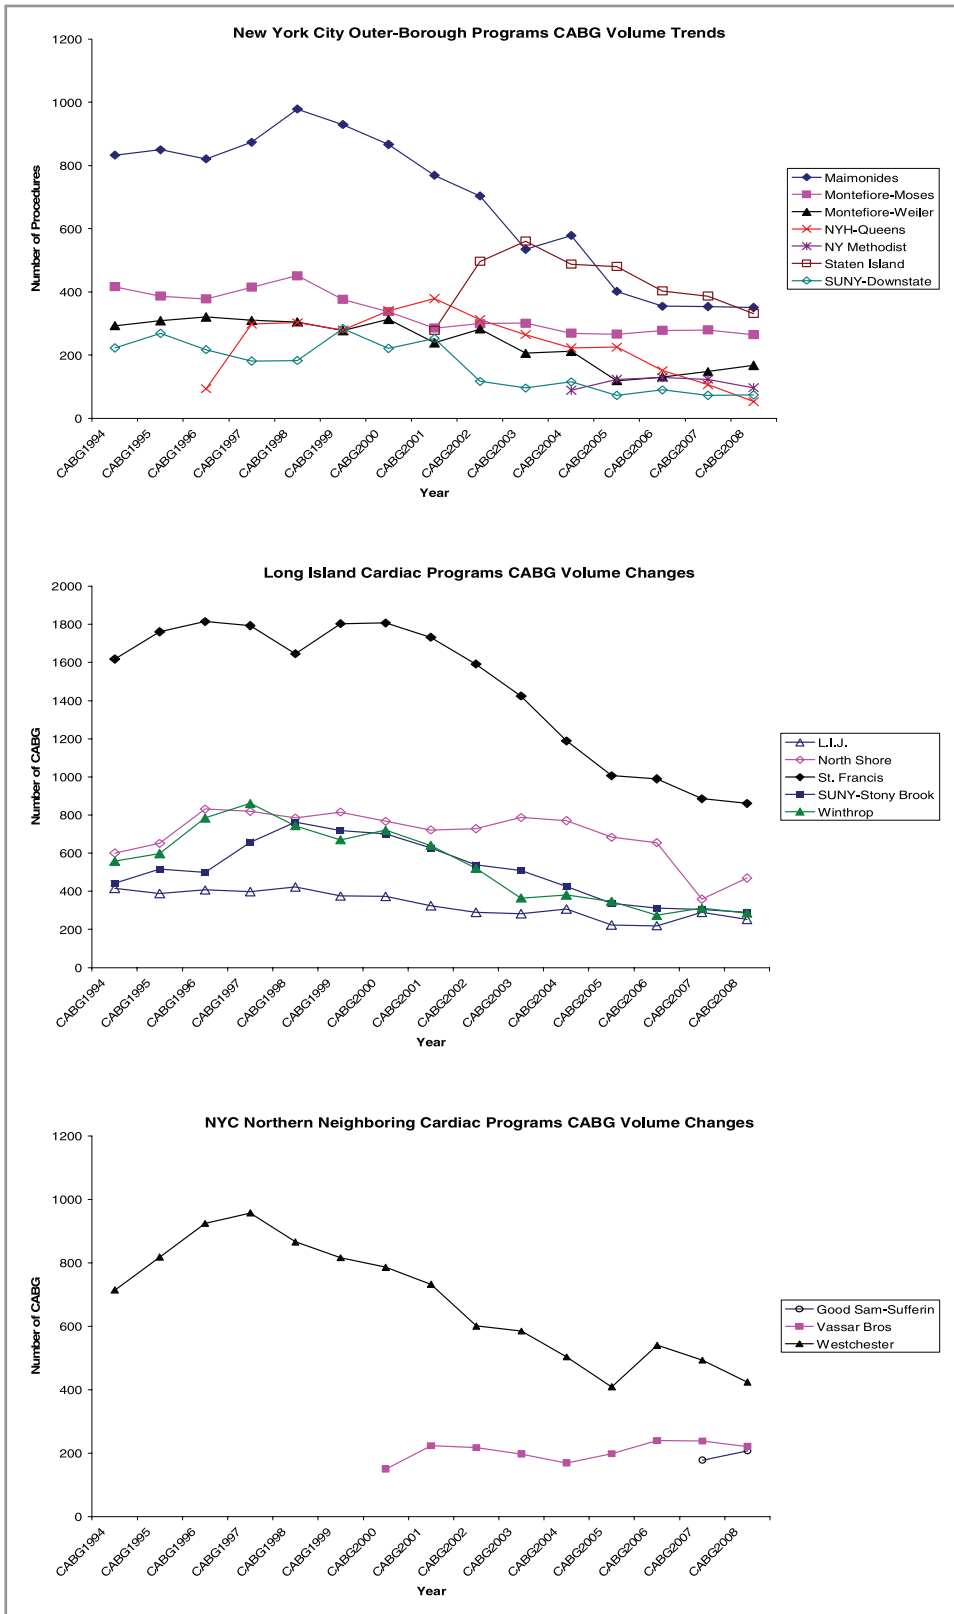 New York City Outer-Borough Programs CABG Volume Trends
1200
1000
800
600
400
200
0
Number of Procedures
CABG1994
CABG1995
CABG1996
CABG1997
CABG1998
CABG1999
CABG2000
CABG2001
CABG2002
CABG2003
CABG2004
CABG2005
CABG2006
CABG2007
CABG2008
Year
Maimonides
Montefiore-Moses
Montefiore-Weiler
NYH-Queens
NY Methodist
Staten Island
SUNY-Downstate
Long Island Cardiac Programs CABG Volume Changes
2000
1800
1600
1400
1200
1000
800
600
400
200
0
Number of CABG
CABG1994
CABG1995
CABG1996
CABG1997
CABG1998
CABG1999
CABG2000
CABG2001
CABG2002
CABG2003
CABG2004
CABG2005
CABG2006
CABG2007
CABG2008
Year
L.I.J.
North Shore
St. Francis
SUNY-Stony Brook
Winthrop
NYC Northern Neighboring Cardiac Programs CABG Volume Changes
1200
1000
800
600
400
200
0
Number of CABG
CABG1994
CABG1995
CABG1996
CABG1997
CABG1998
CABG1999
CABG2000
CABG2001
CABG2002
CABG2003
CABG2004
CABG2005
CABG2006
CABG2007
CABG2008
Year
Good Sam-Sufferin
Vassar Bros
Westchester